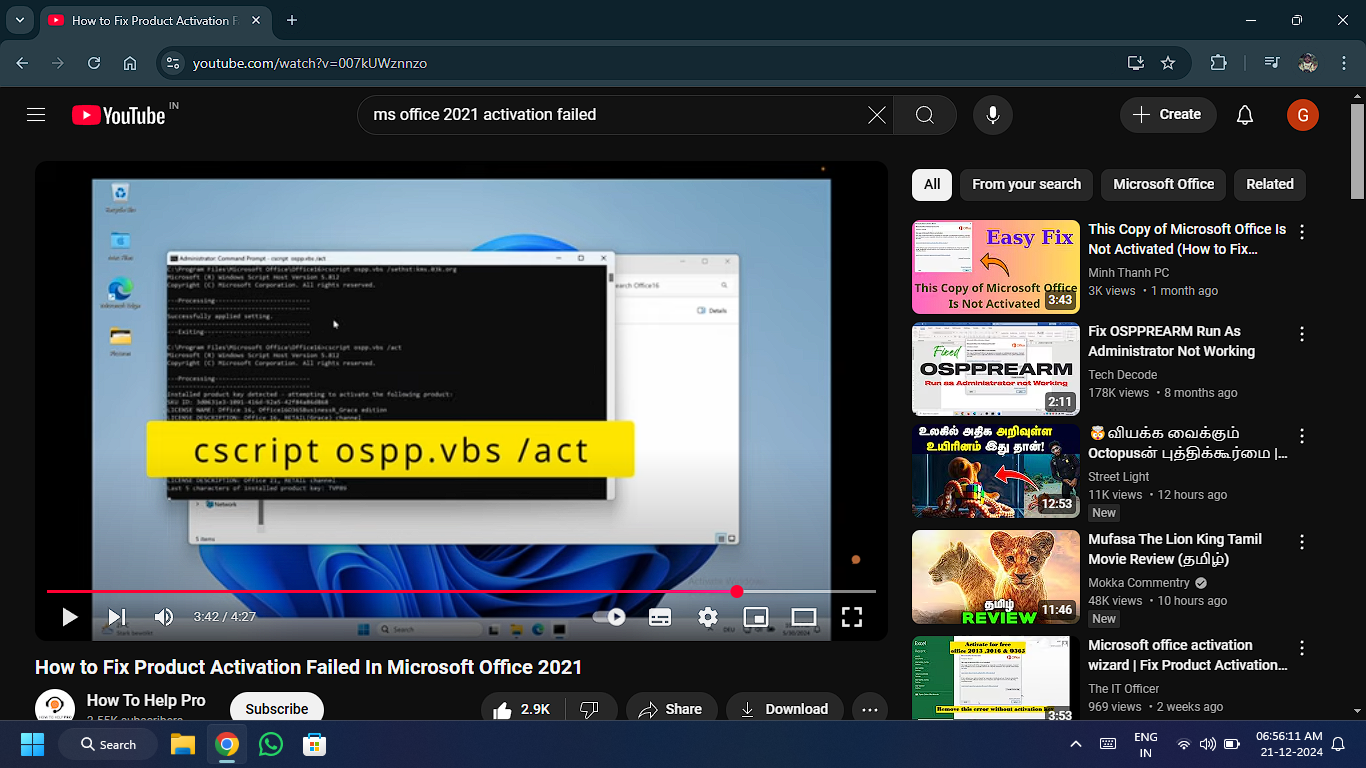 How to Fix Product Activation F
youtube.com/watch?v=007kUWznnzo
YouTube IN
ms office 2021 activation failed
Create
G
Administrator: Command Prompt - cscript ospp.vbs /act
C:\Program Files\Microsoft Office\Office16>cscript ospp.vbs /sethst:kms.03k.org
Microsoft (R) Windows Script Host Version 5.812
Copyright (C) Microsoft Corporation. All rights reserved.
---Processing--------------------------
Successfully applied setting.
---Exiting-----------------------------
C:\Program Files\Microsoft Office\Office16>cscript ospp.vbs /act
Microsoft (R) Windows Script Host Version 5.812
Copyright (C) Microsoft Corporation. All rights reserved.
---Processing--------------------------
Installed product key detected - attempting to activate the following product:
LICENSE DESCRIPTION: Office 16, RETAIL(Grace) channel
cscript ospp.vbs /act
LICENSE DESCRIPTION: Office 21, RETAIL channel
Last 5 characters of installed product key:
earch Office16
Details
Recycle Bin
Microsoft Edge
Network
5 items
Activate Windows
Search
DEU
3:42 / 4:27
How to Fix Product Activation Failed In Microsoft Office 2021
How To Help Pro
2.55K subscribers
Subscribe
2.9K
Share
Download
All
From your search
Microsoft Office
Related
Easy Fix
This Copy of Microsoft Office
Is Not Activated
3:43
This Copy of Microsoft Office Is
Not Activated (How to Fix...
Minh Thanh PC
3K views • 1 month ago
Fixed
OSPPREARM
Run as Administrator not Working
2:11
Fix OSPPREARM Run As
Administrator Not Working
Tech Decode
178K views • 8 months ago
உலகில் அதிக அறிவுள்ள
உயிரினம் இது தான்!
12:53
🤯வியக்க வைக்கும்
Octopusன் புத்திக்கூர்மை |...
Street Light
11K views • 12 hours ago
New
தமிழ்
REVIEW
11:46
Mufasa The Lion King Tamil
Movie Review (தமிழ்)
Mokka Commentry
48K views • 10 hours ago
New
Excel
Activate for free
office 2013 ,2016 & O365
Remove this error without activation key
3:53
Microsoft office activation
wizard | Fix Product Activation...
The IT Officer
969 views • 2 weeks ago
Search
ENG
IN
06:56:11 AM
21-12-2024